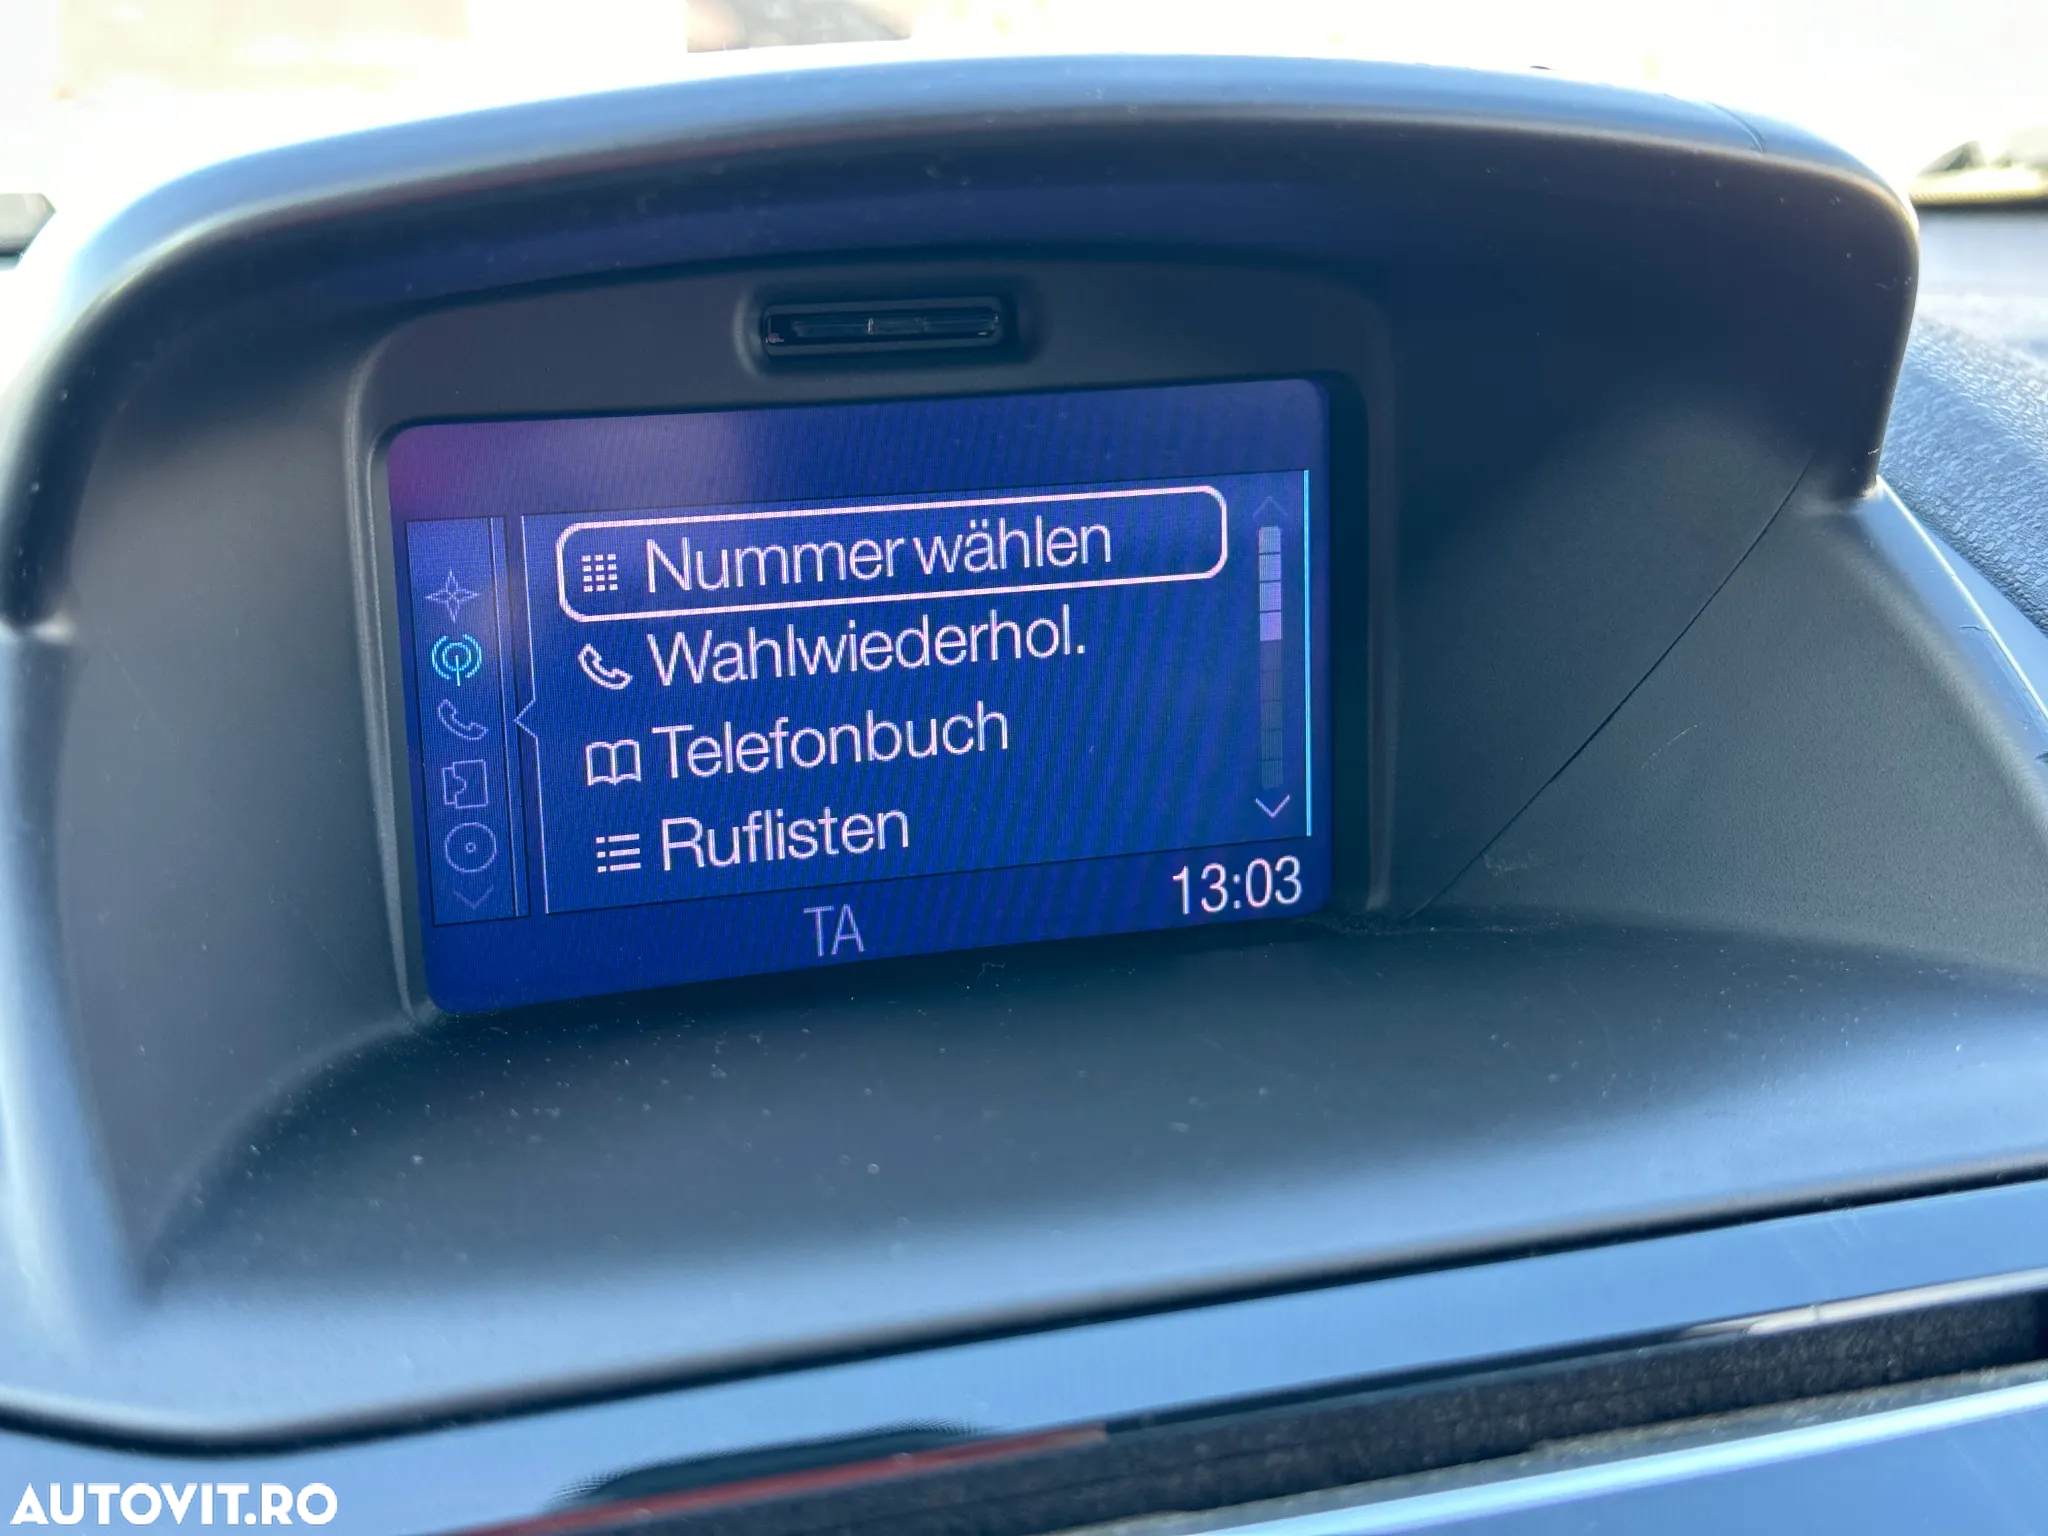 Nummer wählen
Wahlwiederhol.
Telefonbuch
Ruflisten
TA
13:03
AUTOVIT.RO